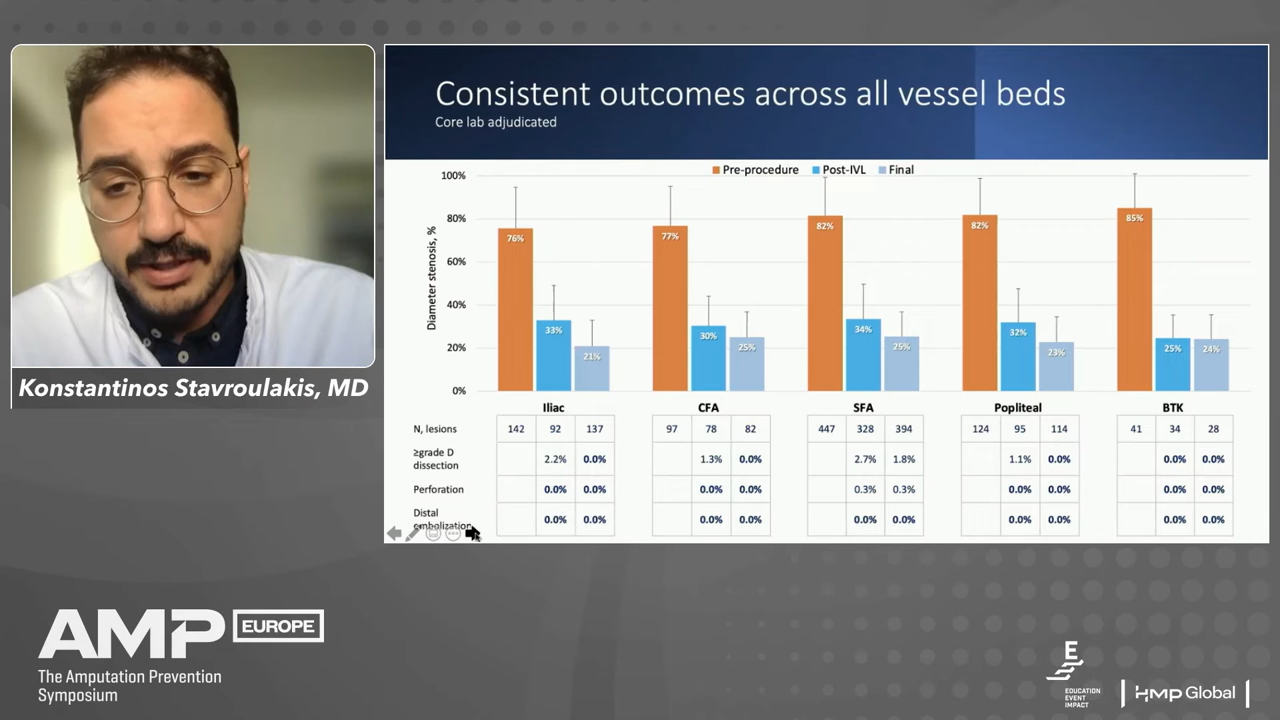 Consistent outcomes across all vessel beds
Core lab adjudicated
Pre-procedure Post-IVL Final
Diameter stenosis, %
100%
80%
60%
40%
20%
0%
76% 33% 21%
77% 30% 25%
82% 34% 25%
82% 32% 23%
85% 25% 24%
Iliac CFA SFA Popliteal BTK
N, lesions 142 92 137 97 78 82 447 328 394 124 95 114 41 34 28
≥grade D
dissection 2.2% 0.0% 1.3% 0.0% 2.7% 1.8% 1.1% 0.0% 0.0% 0.0%
Perforation 0.0% 0.0% 0.0% 0.0% 0.3% 0.3% 0.0% 0.0% 0.0% 0.0%
Distal
embolization 0.0% 0.0% 0.0% 0.0% 0.0% 0.0% 0.0% 0.0% 0.0% 0.0%
Konstantinos Stavroulakis, MD
AMP EUROPE
The Amputation Prevention
Symposium
E
EDUCATION
EVENT
IMPACT
HMP Global